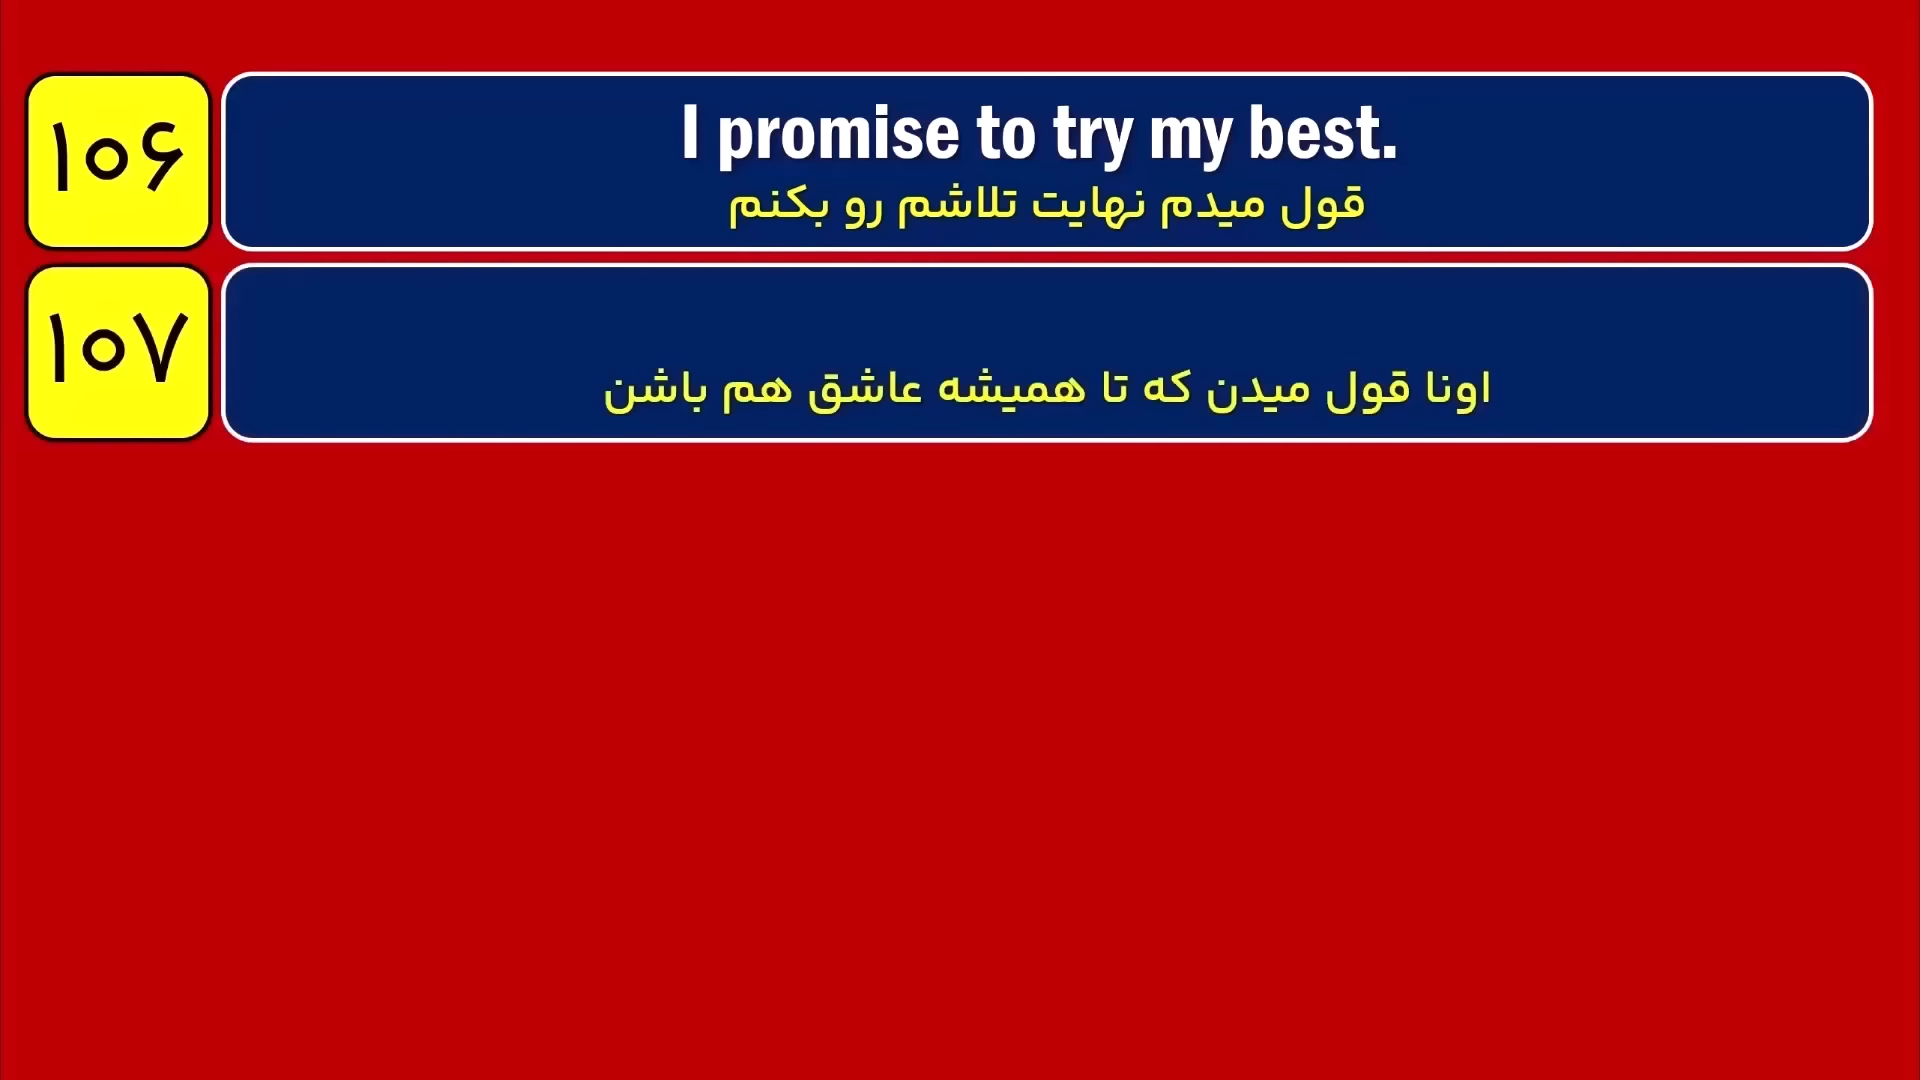 ۱۰۶
I promise to try my best.
قول میدم نهایت تلاشم رو بکنم
۱۰۷
اونا قول میدن که تا همیشه عاشق هم باشن